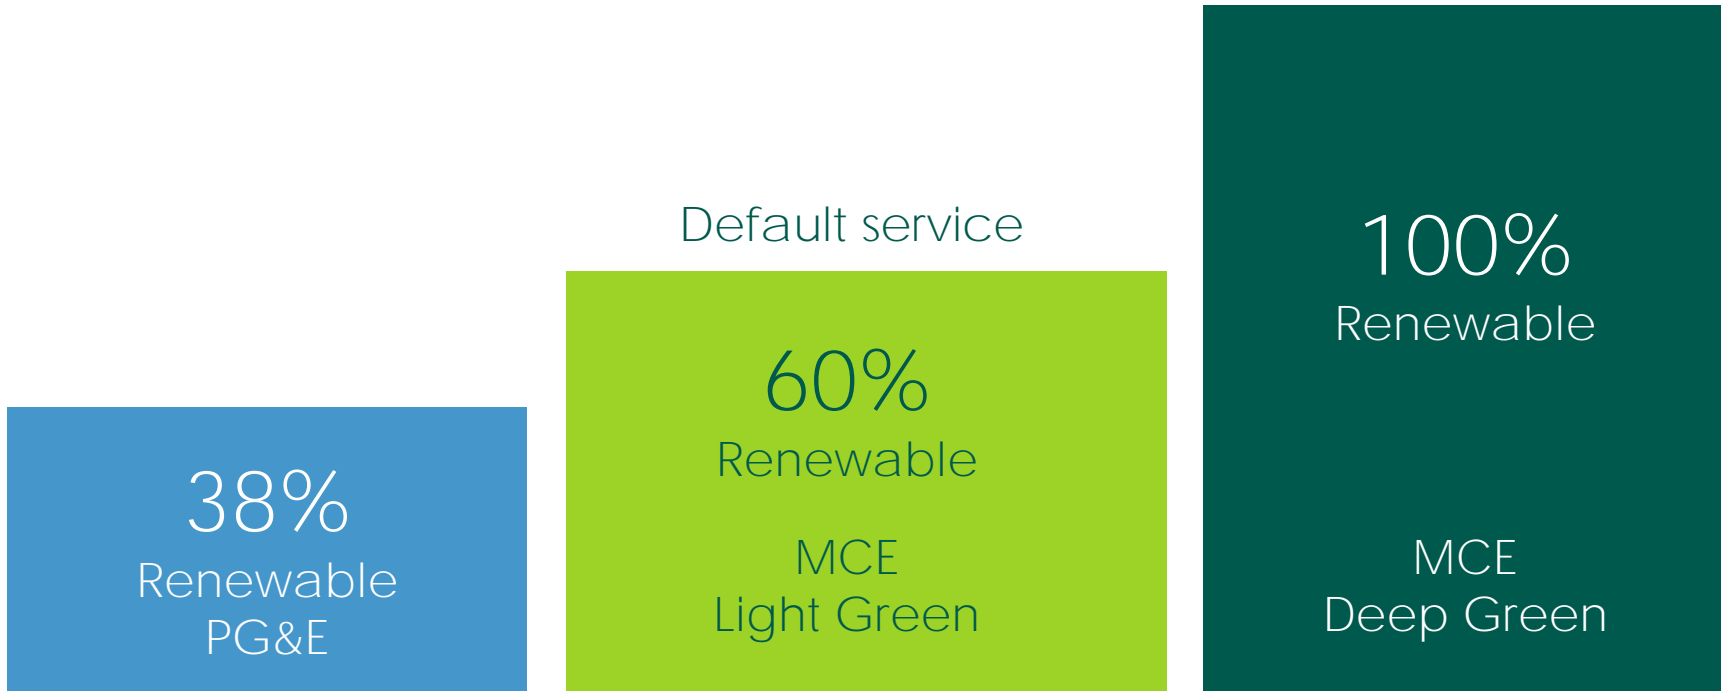 38%
Renewable
PG&E
Default service
60%
Renewable
MCE
Light Green
100%
Renewable
MCE
Deep Green